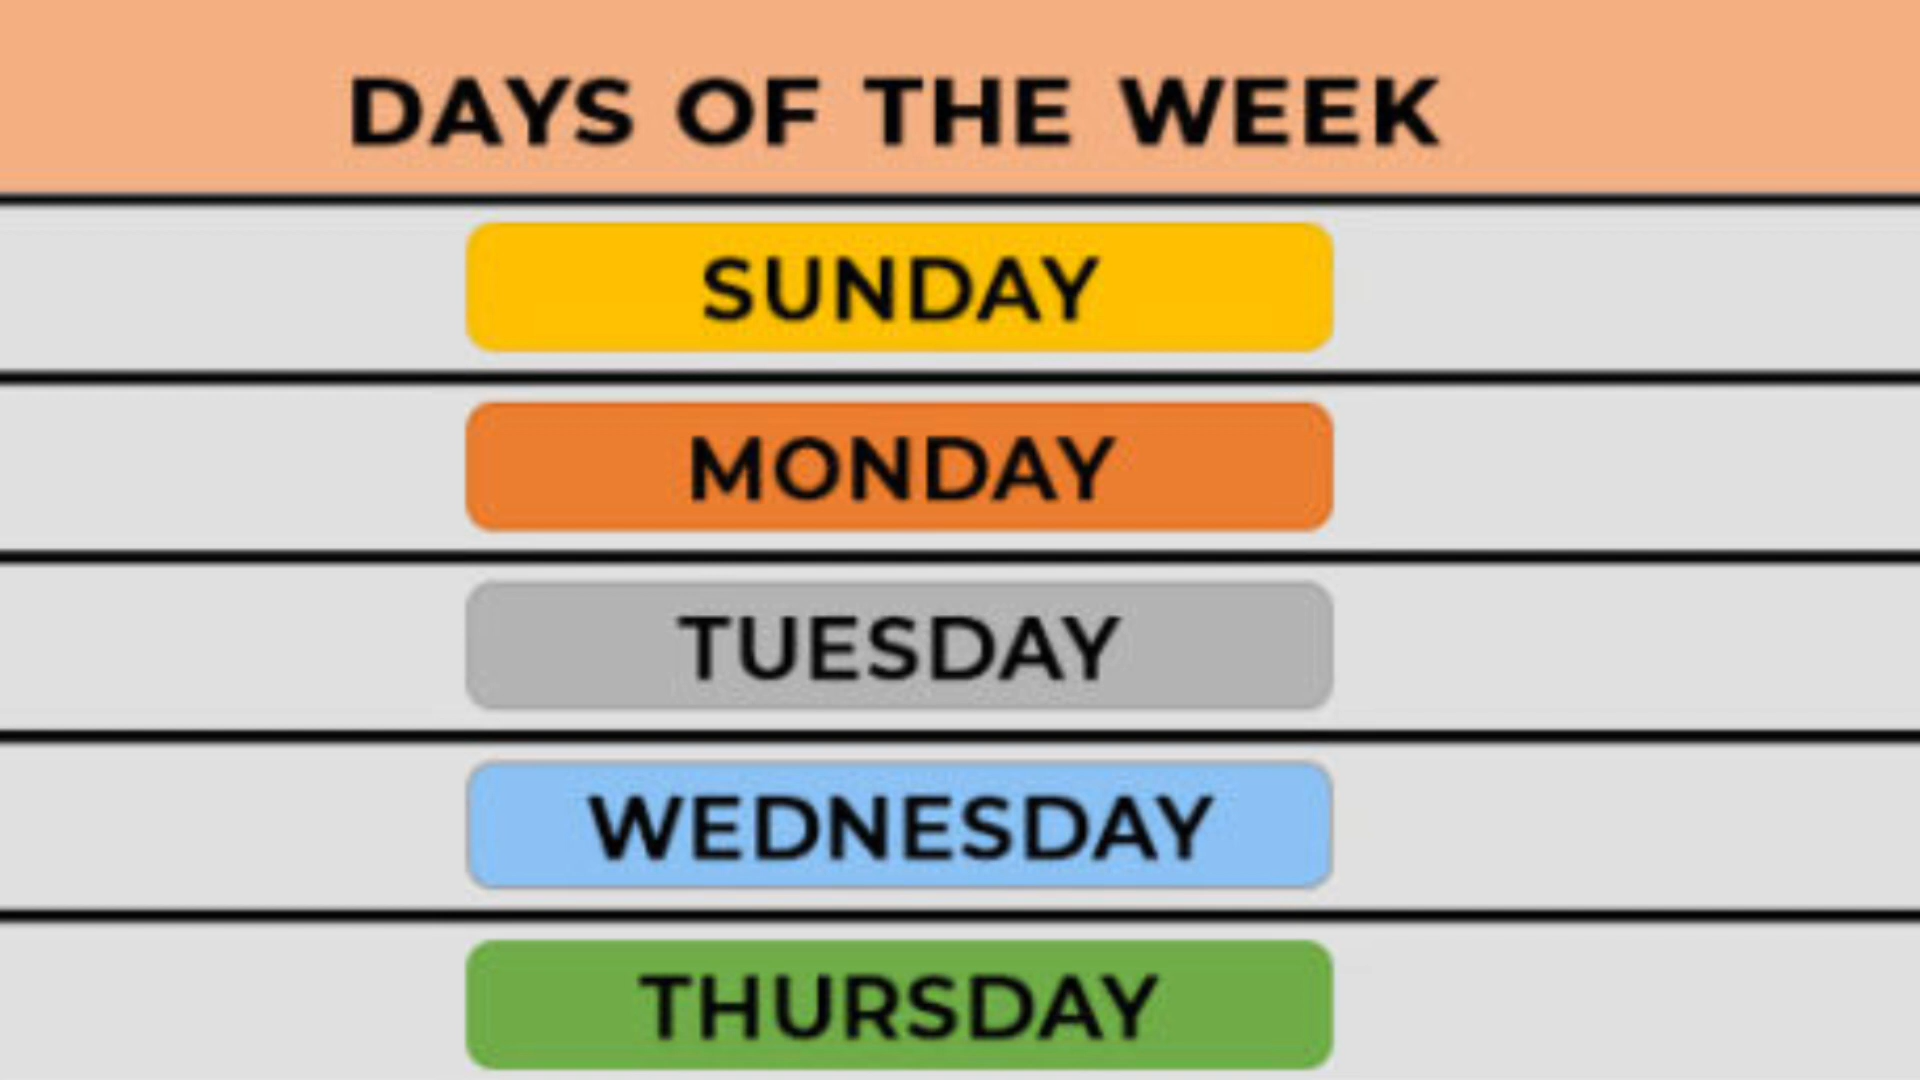 DAYS OF THE WEEK
SUNDAY
MONDAY
TUESDAY
WEDNESDAY
THURSDAY